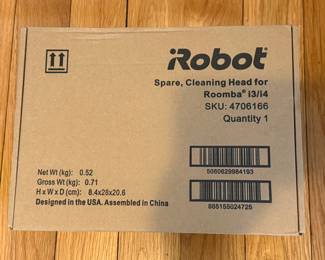 iRobot
Spare, Cleaning Head for
Roomba® i3/i4
SKU: 4706166
Quantity 1
5060629984193
885155024725
Net Wt (kg): 0.52
Gross Wt (kg): 0.71
H x W x D (cm): 8.4x28x20.6
Designed in the USA. Assembled in China